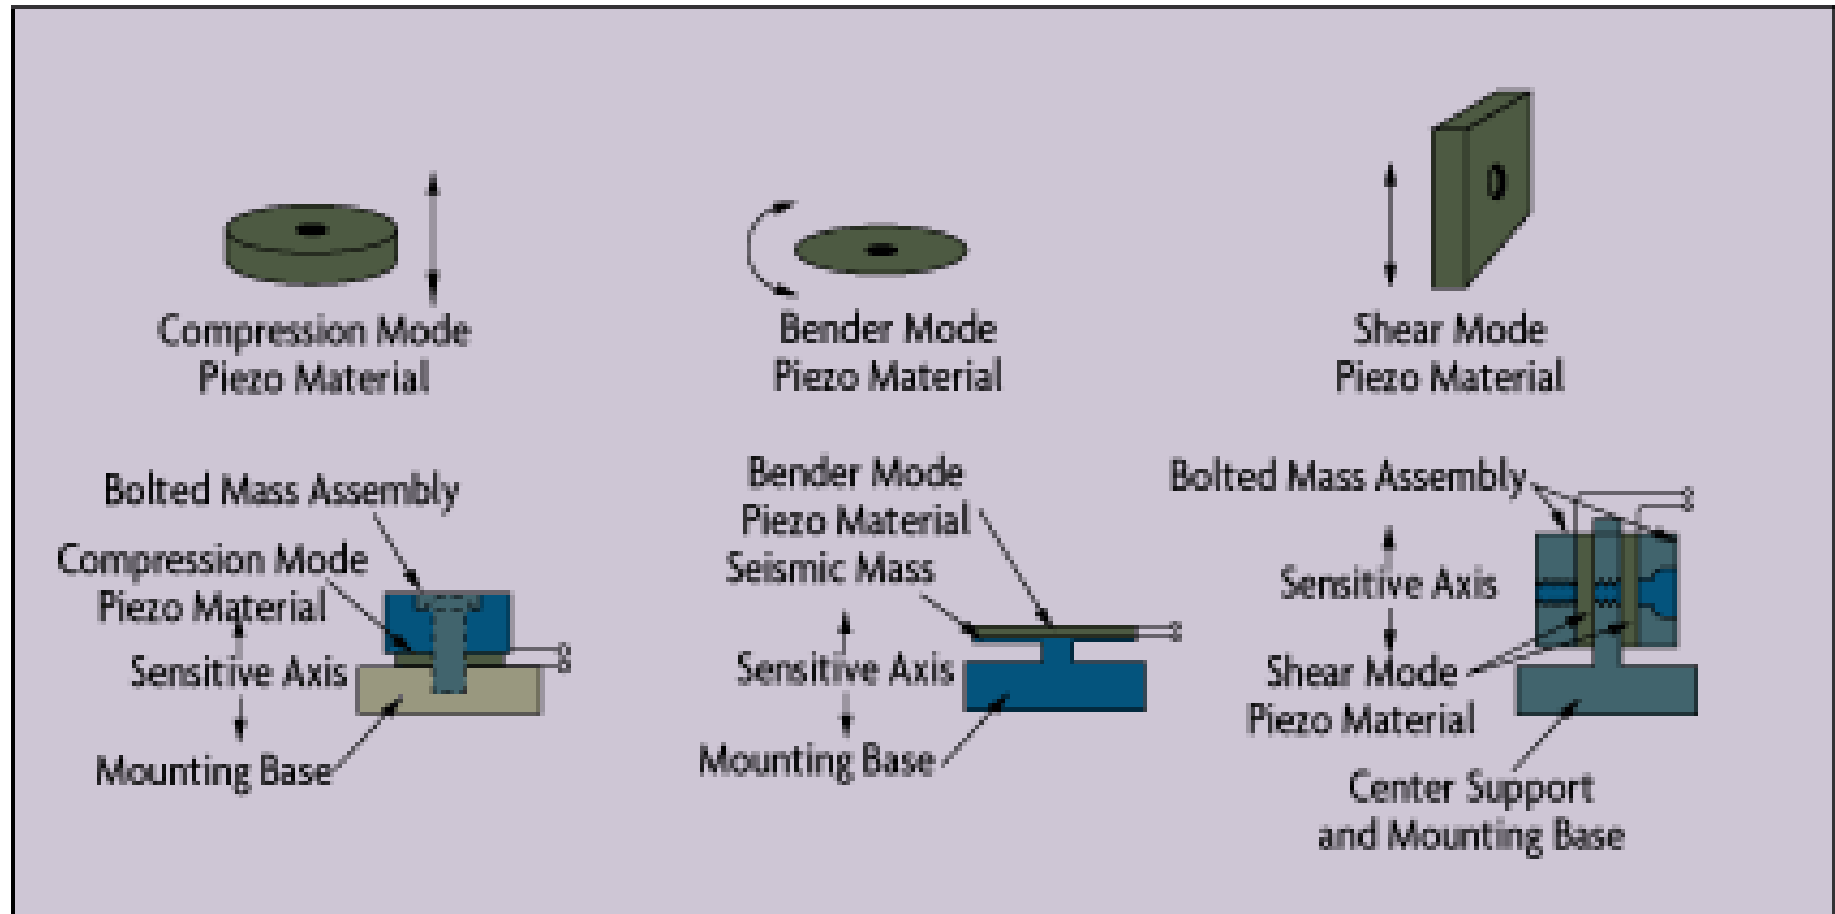 Compression Mode
Piezo Material
Bender Mode
Piezo Material
Shear Mode
Piezo Material
Bolted Mass Assembly
Compression Mode
Piezo Material
Sensitive Axis
Mounting Base
Bender Mode
Piezo Material
Seismic Mass
Sensitive Axis
Mounting Base
Bolted Mass Assembly
Sensitive Axis
Shear Mode
Piezo Material
Center Support
and Mounting Base